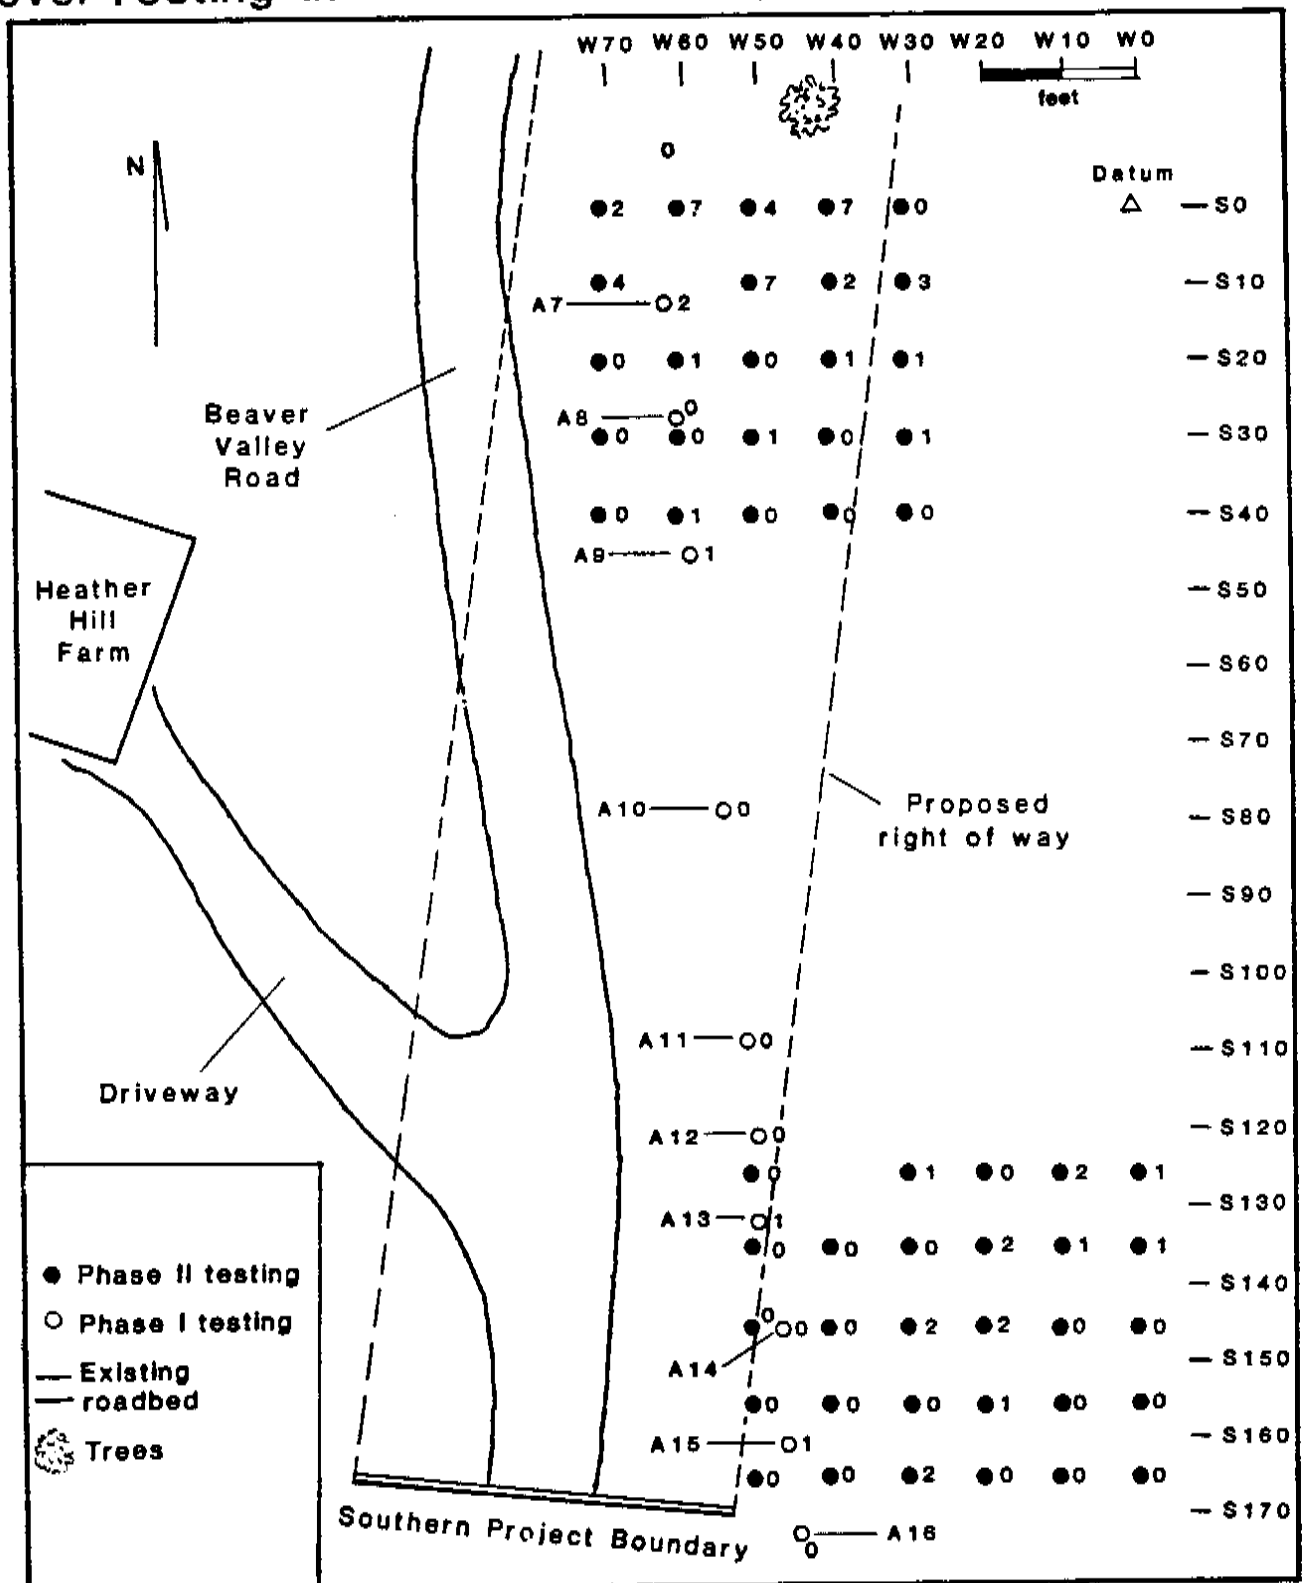 W70 W60 W50 W40 W30 W20 W10 W0
feet
N
0
Datum
2 7 4 7 0
S0
4 7 2 3
S10
A7 2
0 1 0 1 1
S20
Beaver
Valley
Road
A8 0
0 0 1 0 1
S30
0 1 0 0 0
S40
A9 1
S50
Heather
Hill
Farm
S60
S70
A10 0
Proposed
right of way
S80
S90
S100
A11 0
S110
Driveway
A12 0
S120
0 1 0 2 1
A13 1
S130
0 0 0 2 1 1
S140
0 0 0 2 2 0 0
A14
S150
0 0 0 1 0 0
A15 1
S160
0 0 2 0 0 0
S170
A16
0
Southern Project Boundary
Phase II testing
Phase I testing
Existing
roadbed
Trees